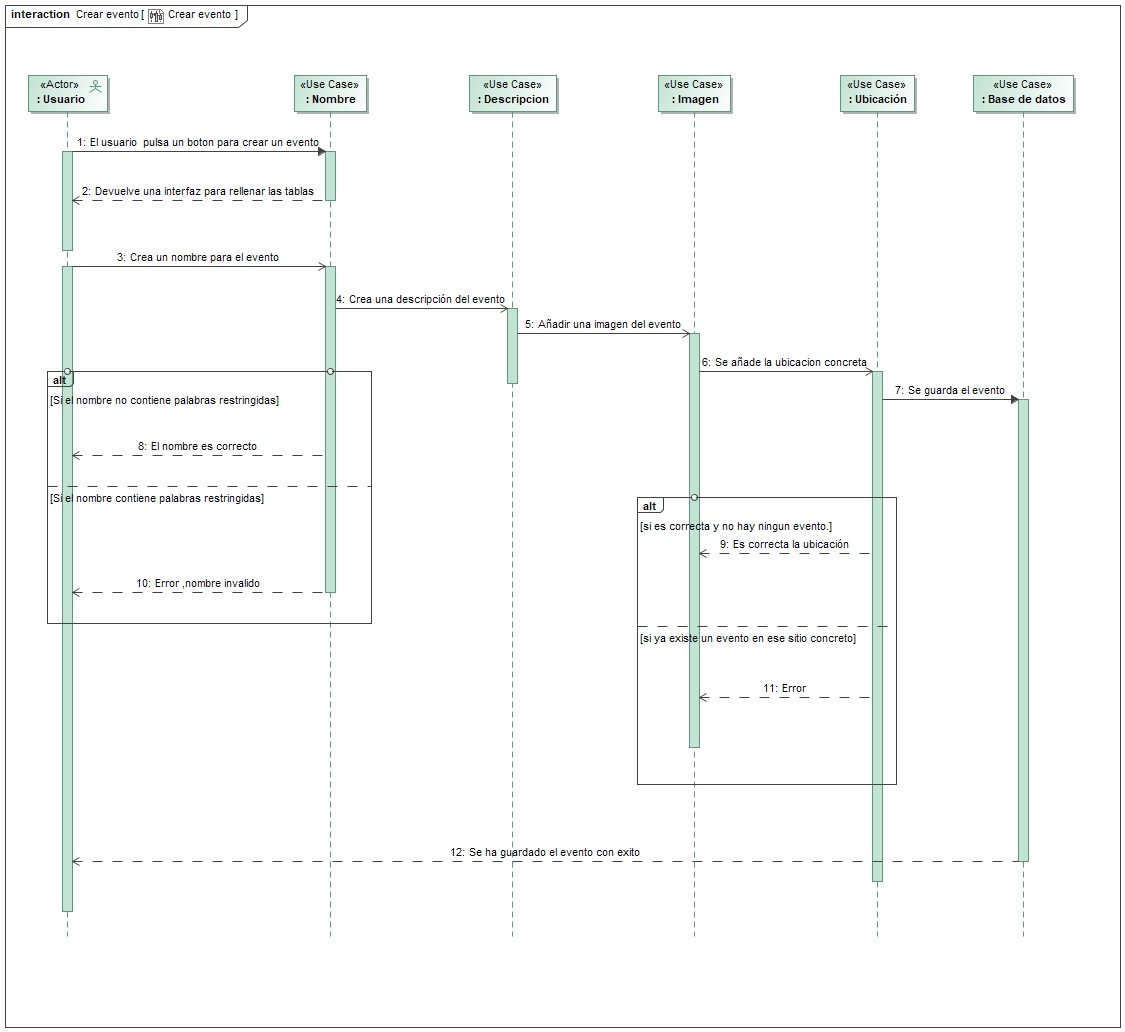 interaction Crear evento [ Crear evento ]
«Actor»
: Usuario
«Use Case»
: Nombre
«Use Case»
: Descripcion
«Use Case»
: Imagen
«Use Case»
: Ubicación
«Use Case»
: Base de datos
1: El usuario pulsa un boton para crear un evento
2: Devuelve una interfaz para rellenar las tablas
3: Crea un nombre para el evento
4: Crea una descripción del evento
5: Añadir una imagen del evento
6: Se añade la ubicacion concreta
7: Se guarda el evento
alt
[Si el nombre no contiene palabras restringidas]
8: El nombre es correcto
[Si el nombre contiene palabras restringidas]
alt
[si es correcta y no hay ningun evento.]
9: Es correcta la ubicación
10: Error ,nombre invalido
[si ya existe un evento en ese sitio concreto]
11: Error
12: Se ha guardado el evento con exito